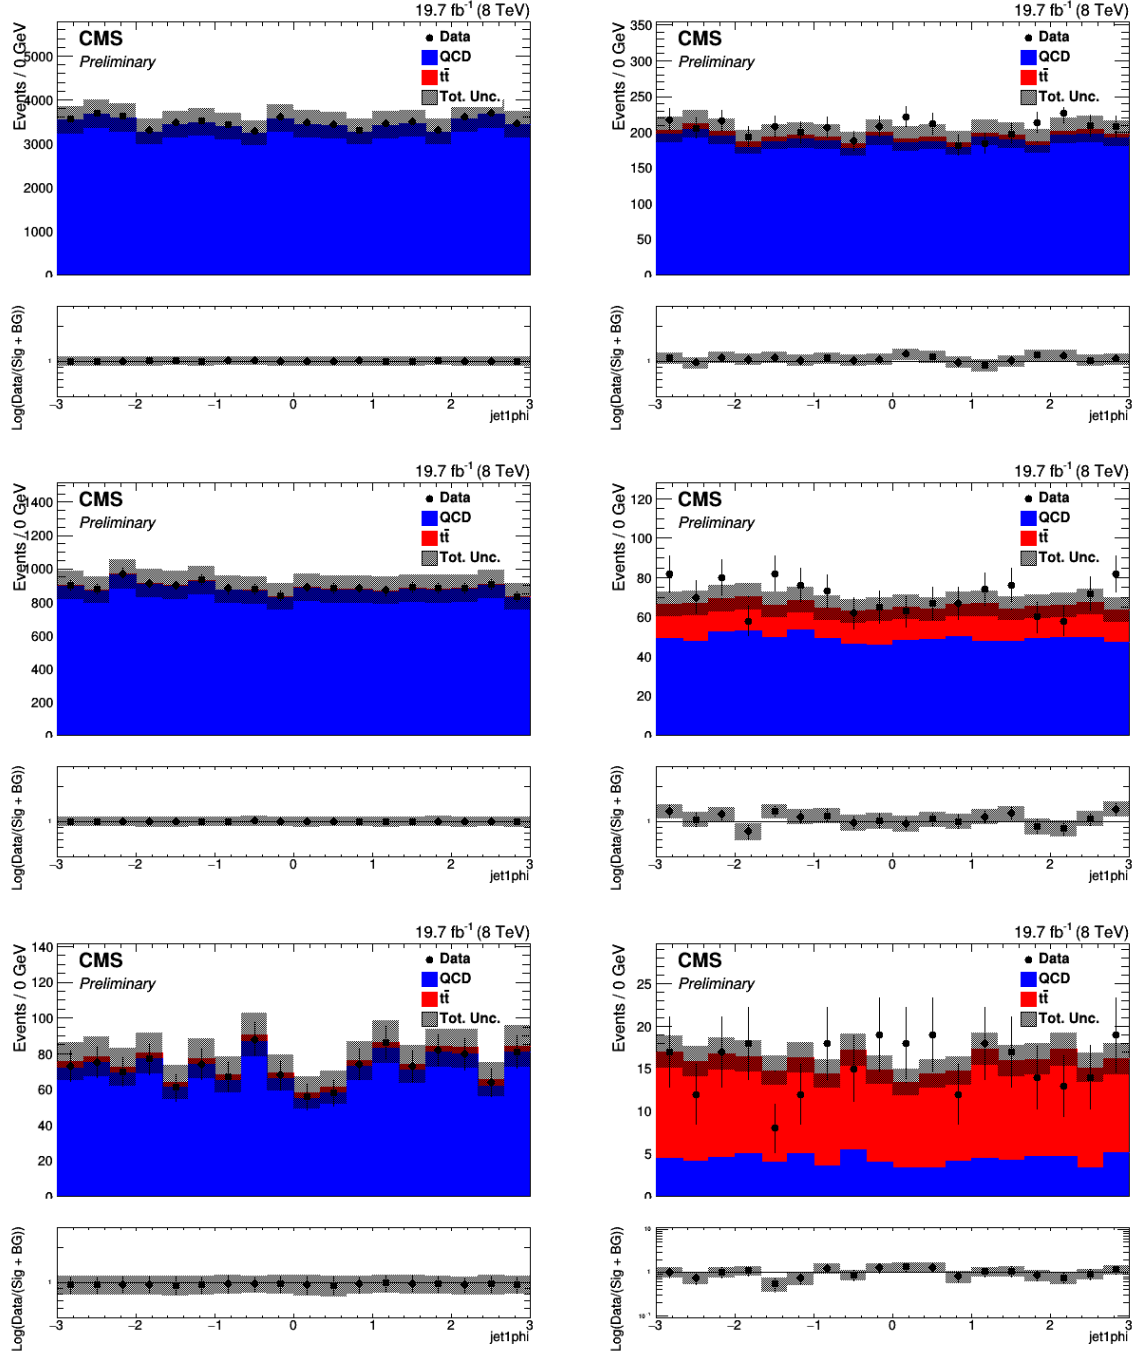 19.7 fb⁻¹ (8 TeV)
CMS
Preliminary
Data
QCD
tt̄
Tot. Unc.
Events / 0 GeV
5000
4000
3000
2000
1000
0
Log(Data/(Sig + BG))
1
−3 −2 −1 0 1 2 3
jet1phi
19.7 fb⁻¹ (8 TeV)
CMS
Preliminary
Data
QCD
tt̄
Tot. Unc.
Events / 0 GeV
350
300
250
200
150
100
50
0
Log(Data/(Sig + BG))
1
−3 −2 −1 0 1 2 3
jet1phi
19.7 fb⁻¹ (8 TeV)
CMS
Preliminary
Data
QCD
tt̄
Tot. Unc.
Events / 0 GeV
1400
1200
1000
800
600
400
200
0
Log(Data/(Sig + BG))
1
−3 −2 −1 0 1 2 3
jet1phi
19.7 fb⁻¹ (8 TeV)
CMS
Preliminary
Data
QCD
tt̄
Tot. Unc.
Events / 0 GeV
120
100
80
60
40
20
0
Log(Data/(Sig + BG))
1
−3 −2 −1 0 1 2 3
jet1phi
19.7 fb⁻¹ (8 TeV)
CMS
Preliminary
Data
QCD
tt̄
Tot. Unc.
Events / 0 GeV
140
120
100
80
60
40
20
0
Log(Data/(Sig + BG))
1
−3 −2 −1 0 1 2 3
jet1phi
19.7 fb⁻¹ (8 TeV)
CMS
Preliminary
Data
QCD
tt̄
Tot. Unc.
Events / 0 GeV
25
20
15
10
5
0
Log(Data/(Sig + BG))
10
1
10⁻¹
−3 −2 −1 0 1 2 3
jet1phi